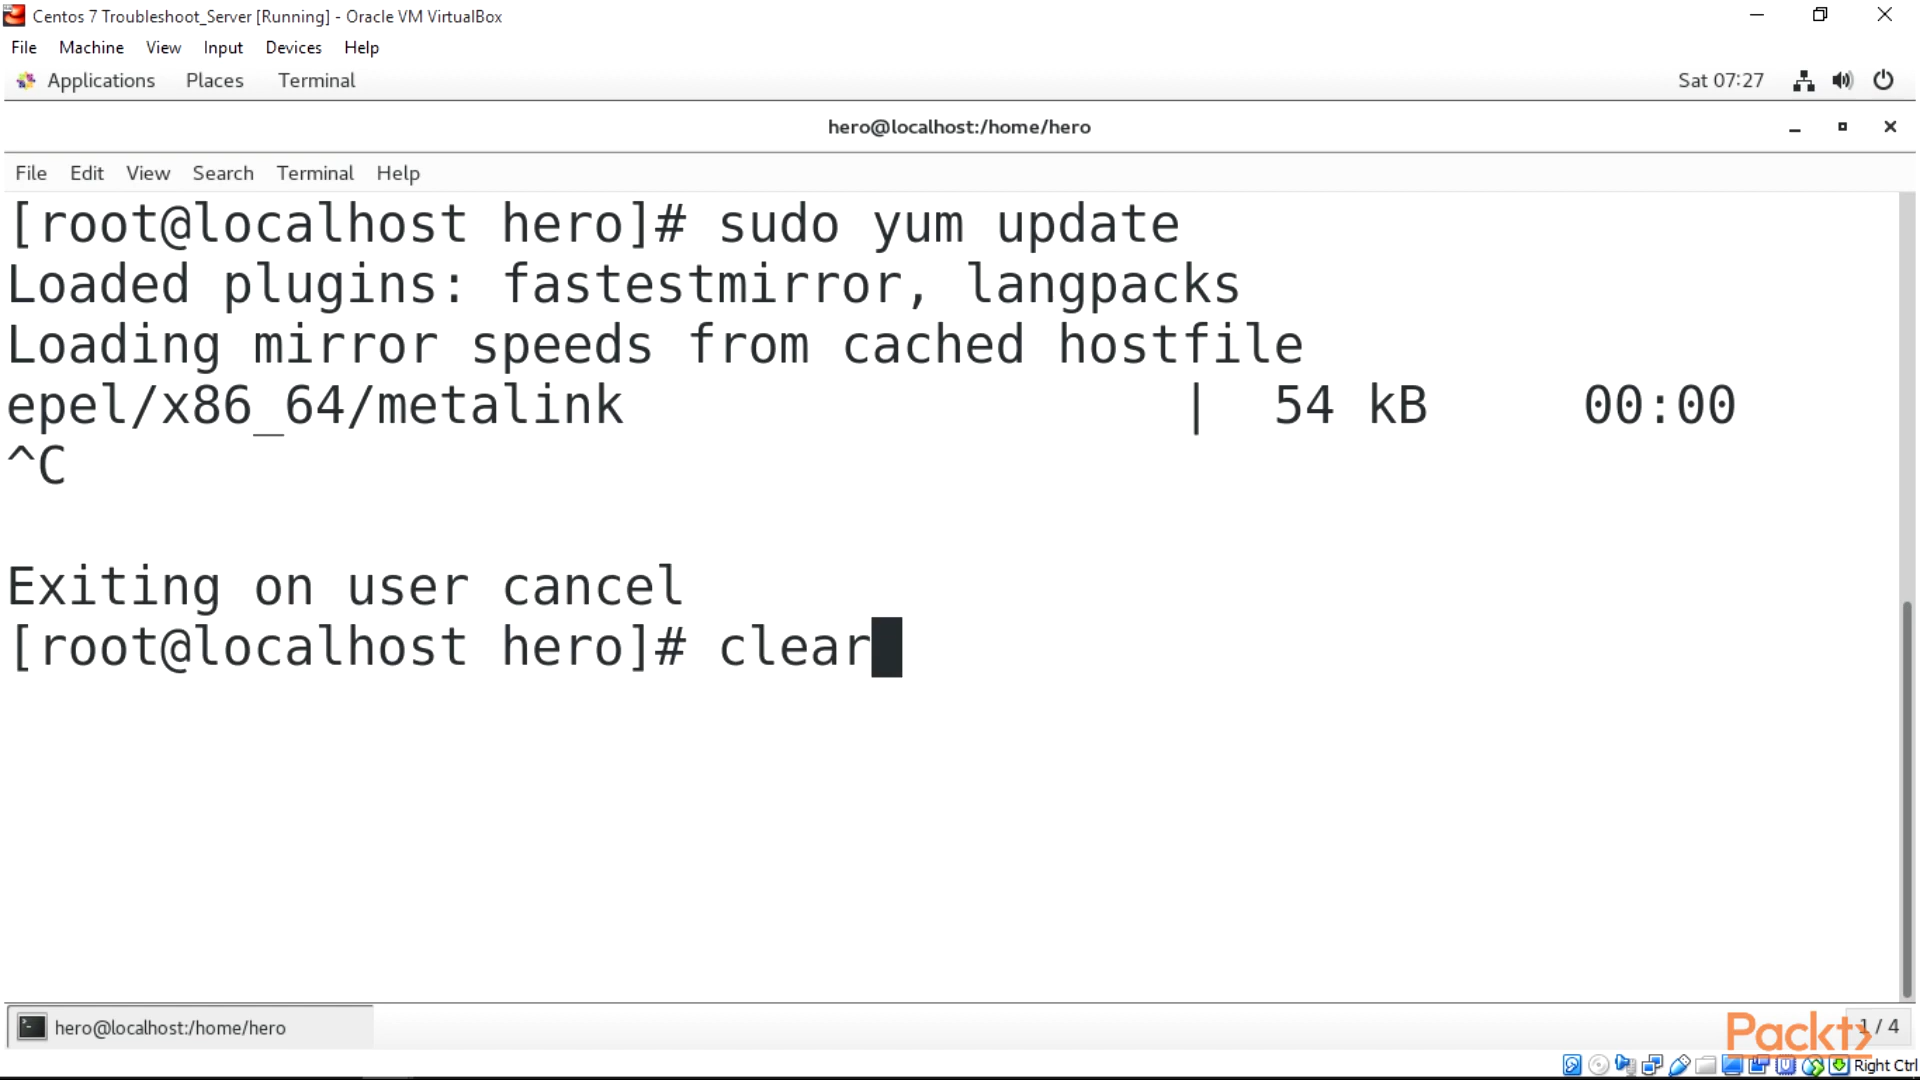 Centos 7 Troubleshoot_Server [Running] - Oracle VM VirtualBox
File Machine View Input Devices Help
Applications Places Terminal Sat 07:27
hero@localhost:/home/hero
File Edit View Search Terminal Help
[root@localhost hero]# sudo yum update
Loaded plugins: fastestmirror, langpacks
Loading mirror speeds from cached hostfile
epel/x86_64/metalink | 54 kB 00:00
^C
Exiting on user cancel
[root@localhost hero]# clear
hero@localhost:/home/hero
Packt> 1 / 4
Right Ctrl